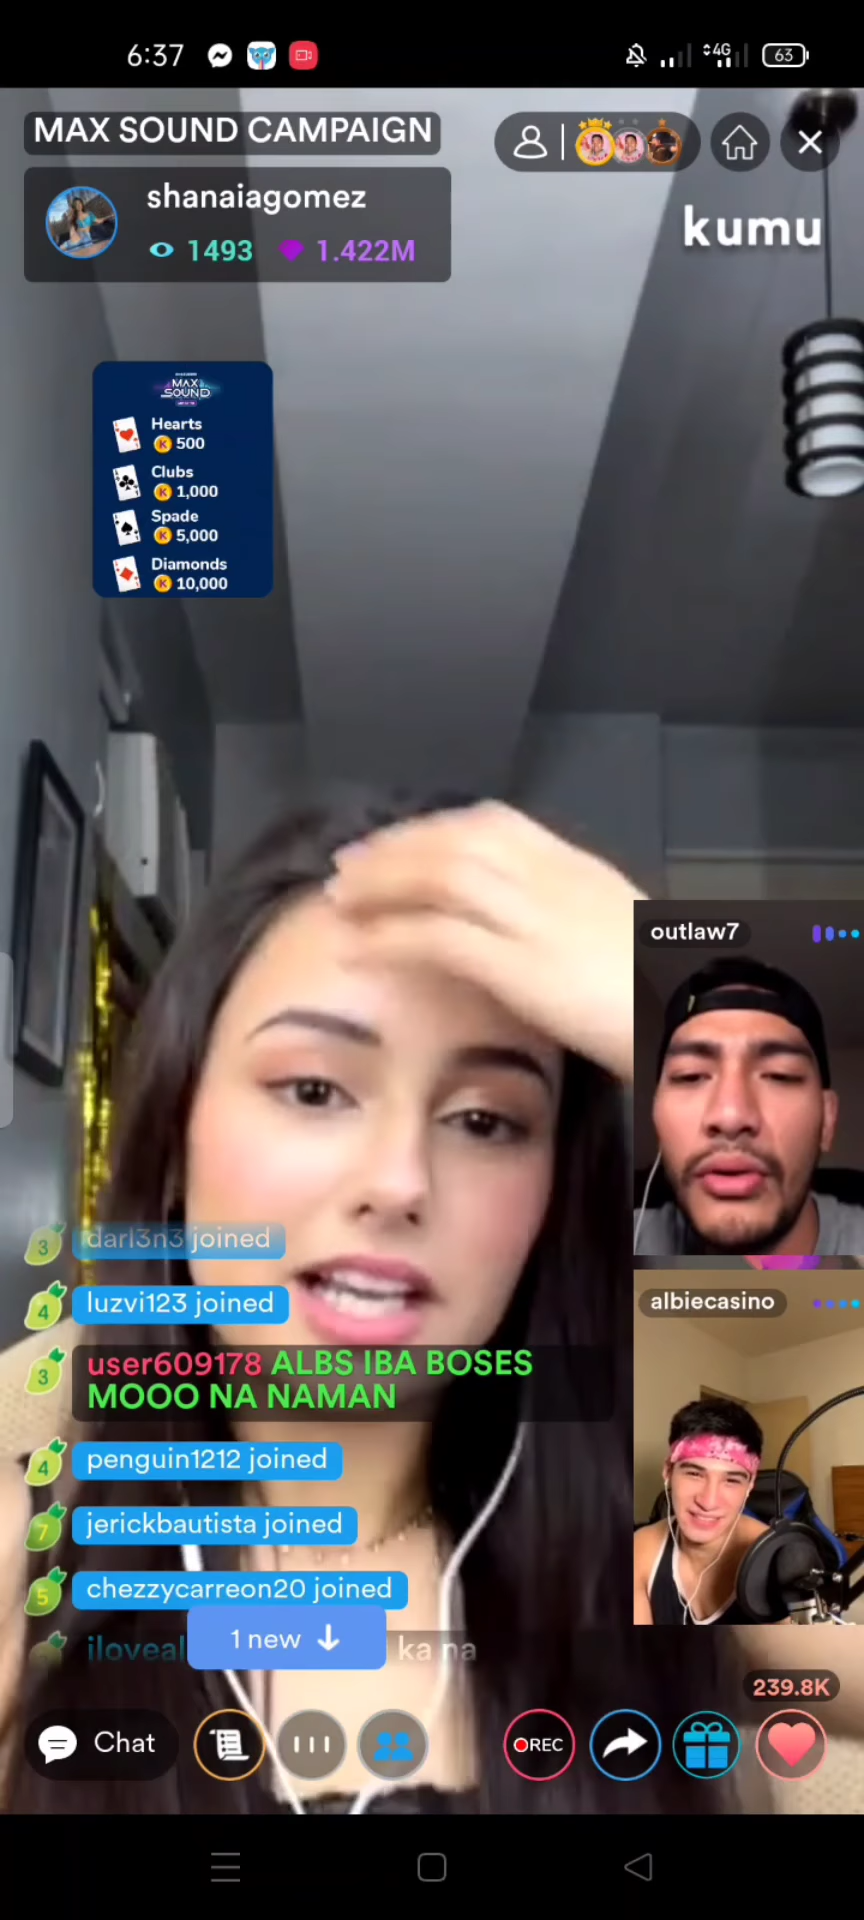 6:37
4G
63
MAX SOUND CAMPAIGN
shanaiagomez
1493 1.422M
kumu
MAX
SOUND
Hearts
K 500
Clubs
K 1,000
Spade
K 5,000
Diamonds
K 10,000
outlaw7
albiecasino
3 darl3n3 joined
4 luzvi123 joined
3 user609178 ALBS IBA BOSES
MOOO NA NAMAN
4 penguin1212 joined
7 jerickbautista joined
5 chezzycarreon20 joined
1 new
ka na
239.8K
Chat
REC